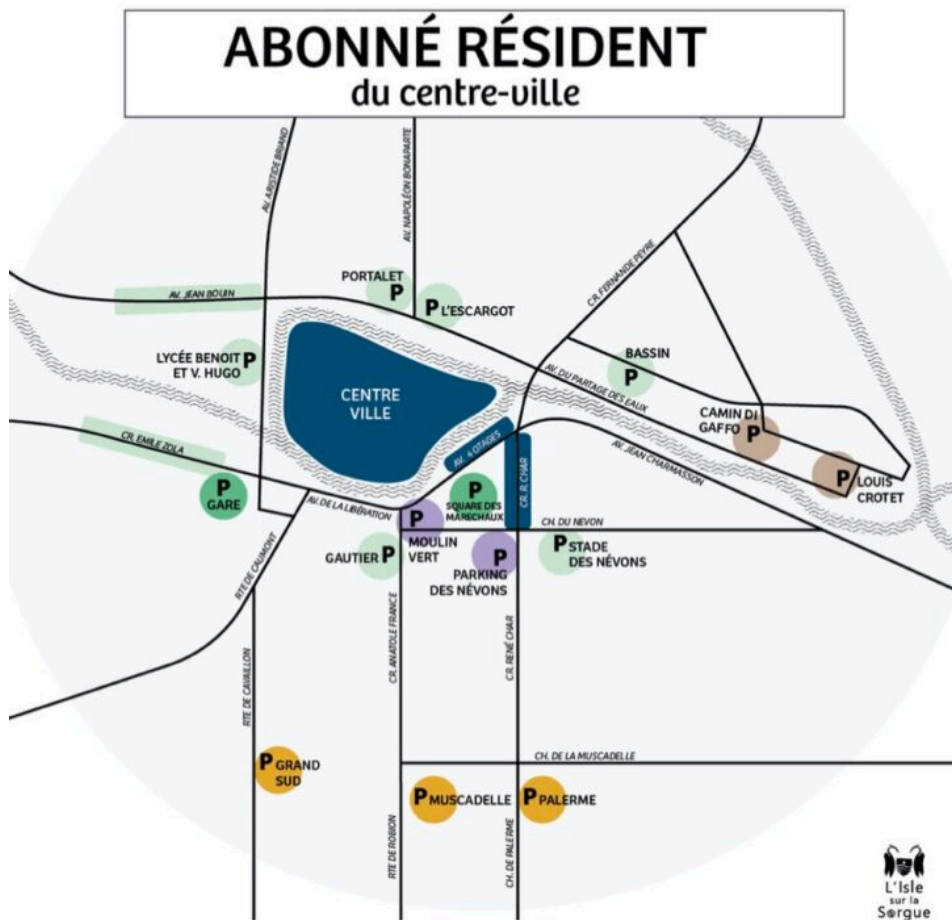 ABONNÉ RÉSIDENT
du centre-ville
AV. ARISTIDE BRIAND
AV. NAPOLÉON BONAPARTE
CR. FERNANDE PEYRE
PORTALET
P
P L'ESCARGOT
AV. JEAN BOUIN
LYCÉE BENOIT P
ET V. HUGO
CENTRE
VILLE
BASSIN
P
AV. DU PARTAGE DES EAUX
CAMIN DI
GAFFO
P
P LOUIS
CROTET
CR. EMILE ZOLA
AV. 4 OTAGES
CR. R. CHAR
AV. JEAN CHARMASSON
P
GARE
AV. DE LA LIBÉRATION
P
SQUARE DES
MARECHAUX
P
MOULIN
VERT
CH. DU NEVON
GAUTIER P
P
PARKING
DES NÉVONS
P STADE
DES NÉVONS
RTE DE CAUMONT
RTE DE CAVAILLON
CR. ANATOLE FRANCE
CR. RENÉ CHAR
CH. DE LA MUSCADELLE
P GRAND
SUD
P MUSCADELLE
P PALERME
RTE DE ROBION
CH. DE PALERME
L'Isle
sur la
Sorgue